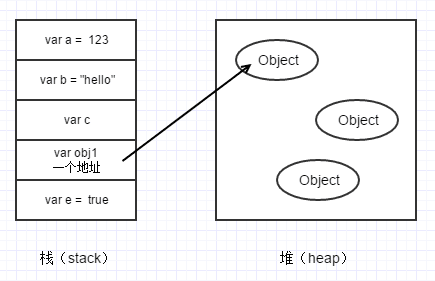 var a = 123
var b = "hello"
var c
var obj1
一个地址
var e = true
Object
Object
Object
栈（stack）
堆（heap）